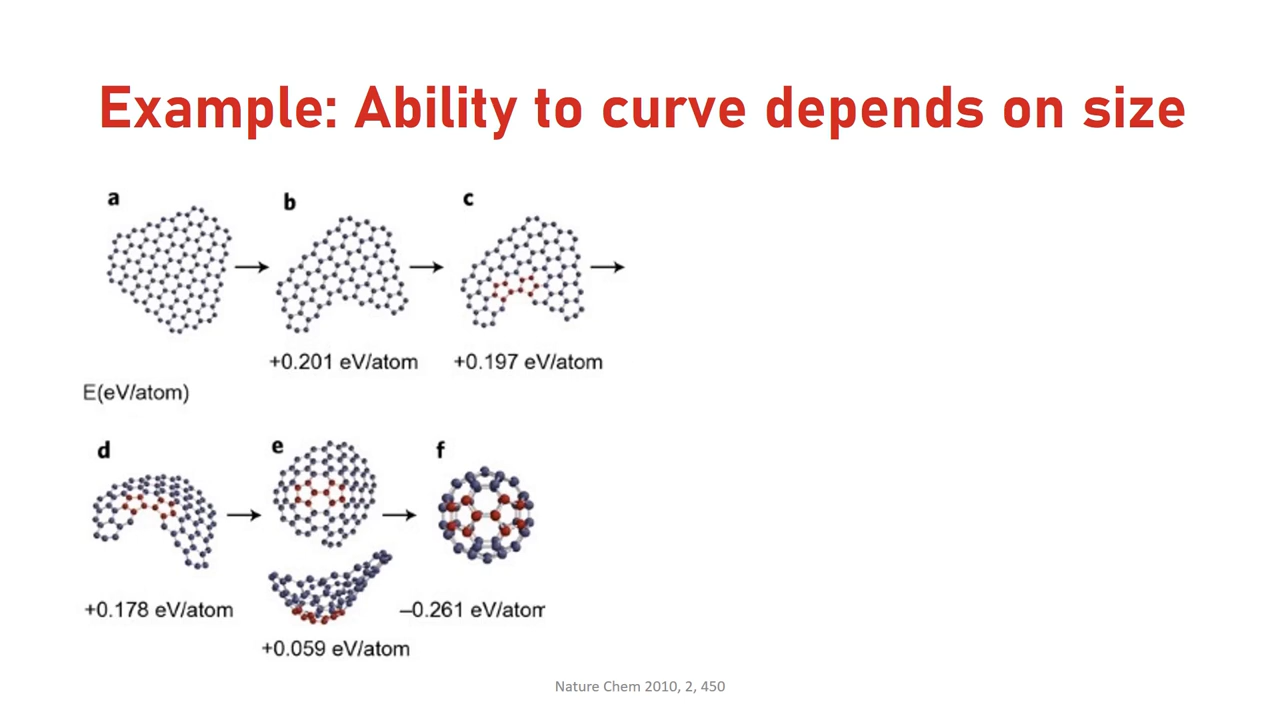 Example: Ability to curve depends on size
a
b
c
+0.201 eV/atom
+0.197 eV/atom
E(eV/atom)
d
e
f
+0.178 eV/atom
–0.261 eV/atom
+0.059 eV/atom
Nature Chem 2010, 2, 450